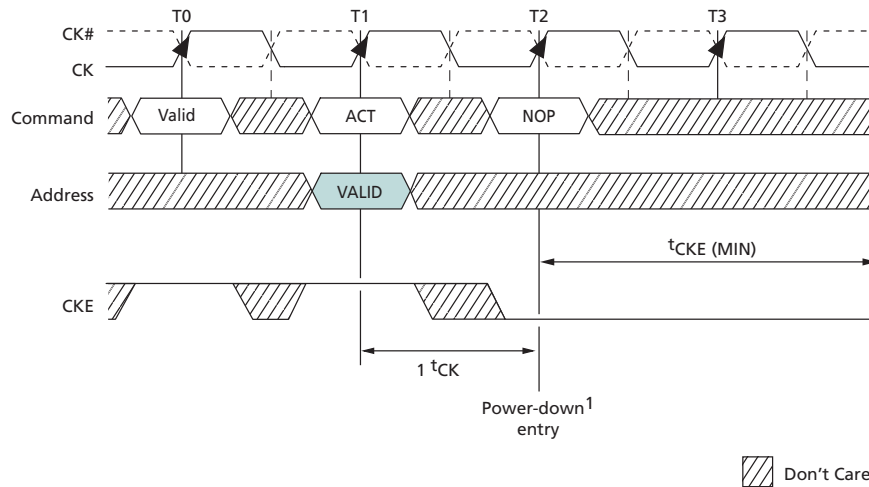 T0 T1 T2 T3
CK#
CK
Command Valid ACT NOP
Address VALID
tCKE (MIN)
CKE
1 tCK
Power-down1
entry
Don't Care